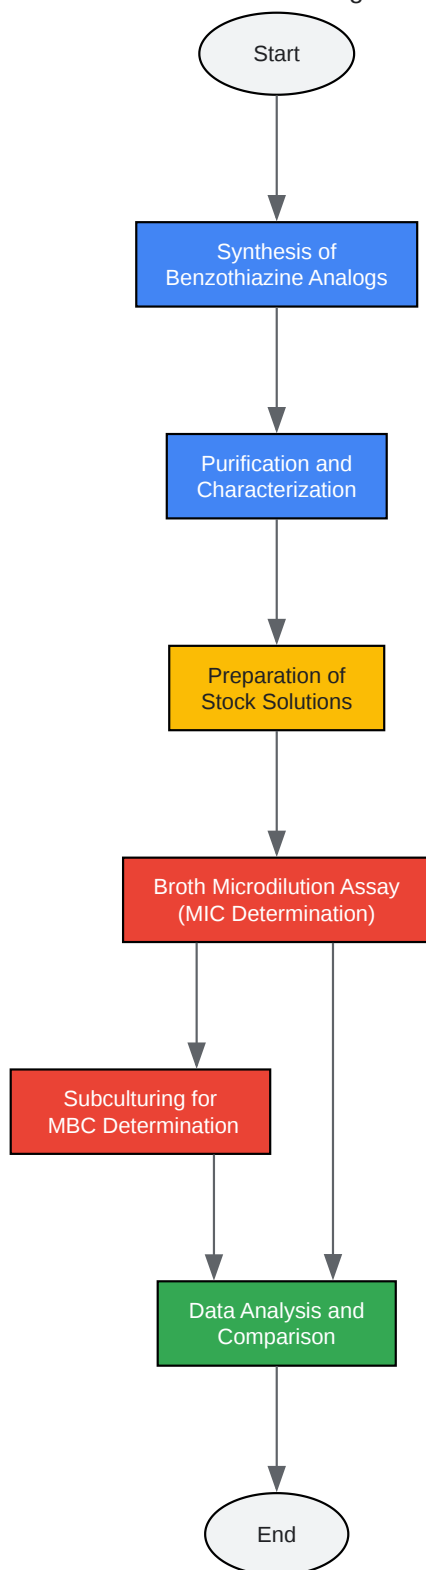 Start
Synthesis of
Benzothiazine Analogs
Purification and
Characterization
Preparation of
Stock Solutions
Broth Microdilution Assay
(MIC Determination)
Subculturing for
MBC Determination
Data Analysis and
Comparison
End